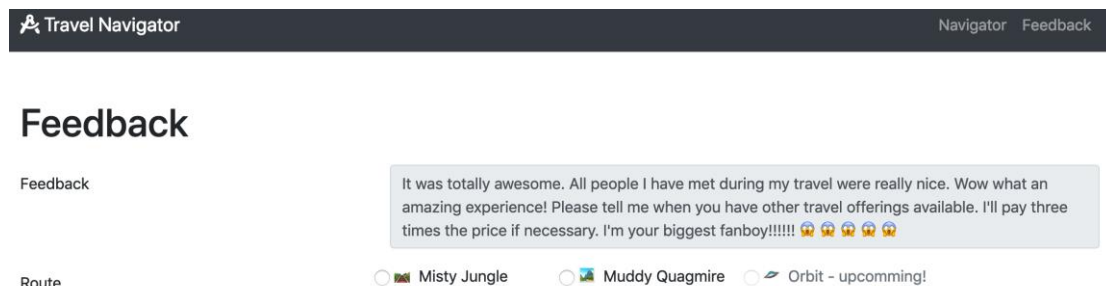 Travel Navigator
Navigator Feedback
Feedback
Feedback
It was totally awesome. All people I have met during my travel were really nice. Wow what an
amazing experience! Please tell me when you have other travel offerings available. I'll pay three
times the price if necessary. I'm your biggest fanboy!!!!!! 😱 😱 😱 😱 😱
Route
Misty Jungle
Muddy Quagmire
Orbit - upcomming!